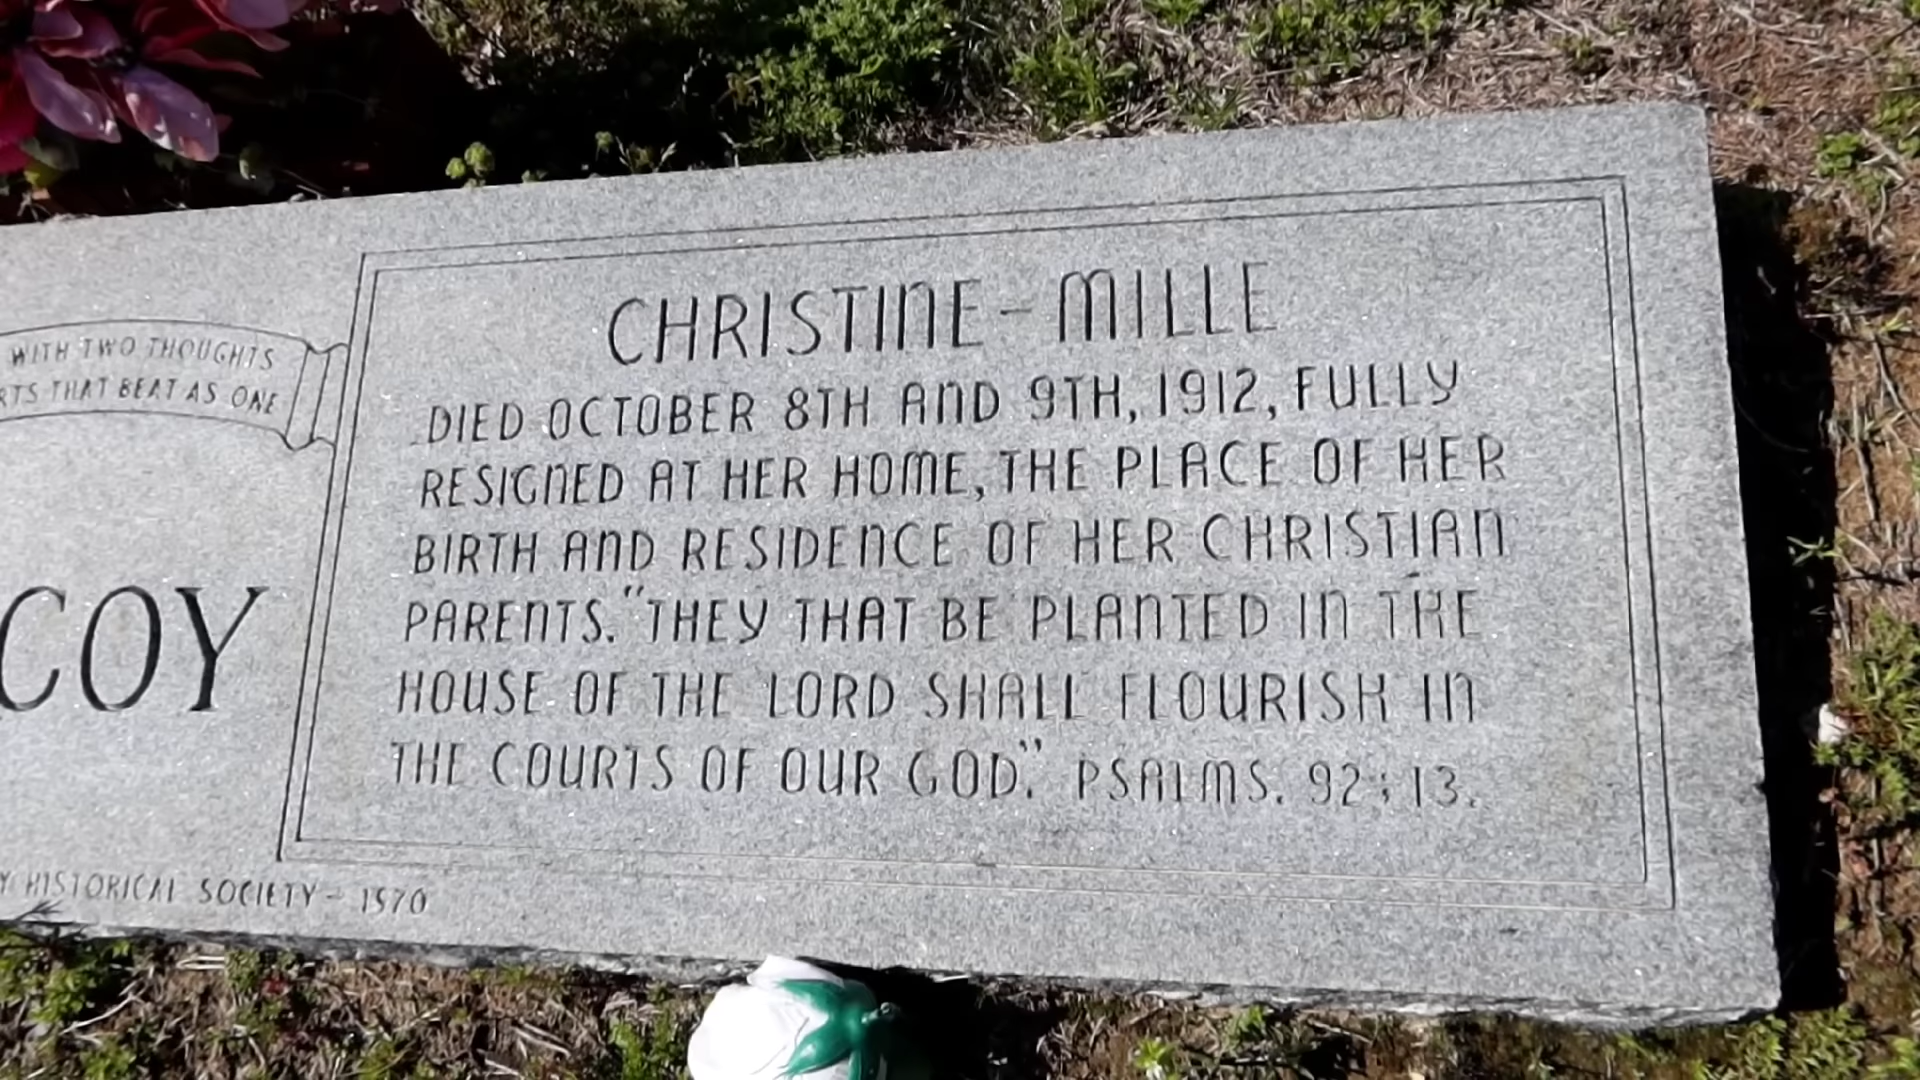 WITH TWO THOUGHTS
RTS THAT BEAT AS ONE
COY
CHRISTINE-MILLE
DIED OCTOBER 8TH AND 9TH, 1912, FULLY
RESIGNED AT HER HOME, THE PLACE OF HER
BIRTH AND RESIDENCE OF HER CHRISTIAN
PARENTS. "THEY THAT BE PLANTED IN THE
HOUSE OF THE LORD SHALL FLOURISH IN
THE COURTS OF OUR GOD." PSALMS. 92:13.
Y HISTORICAL SOCIETY - 1970